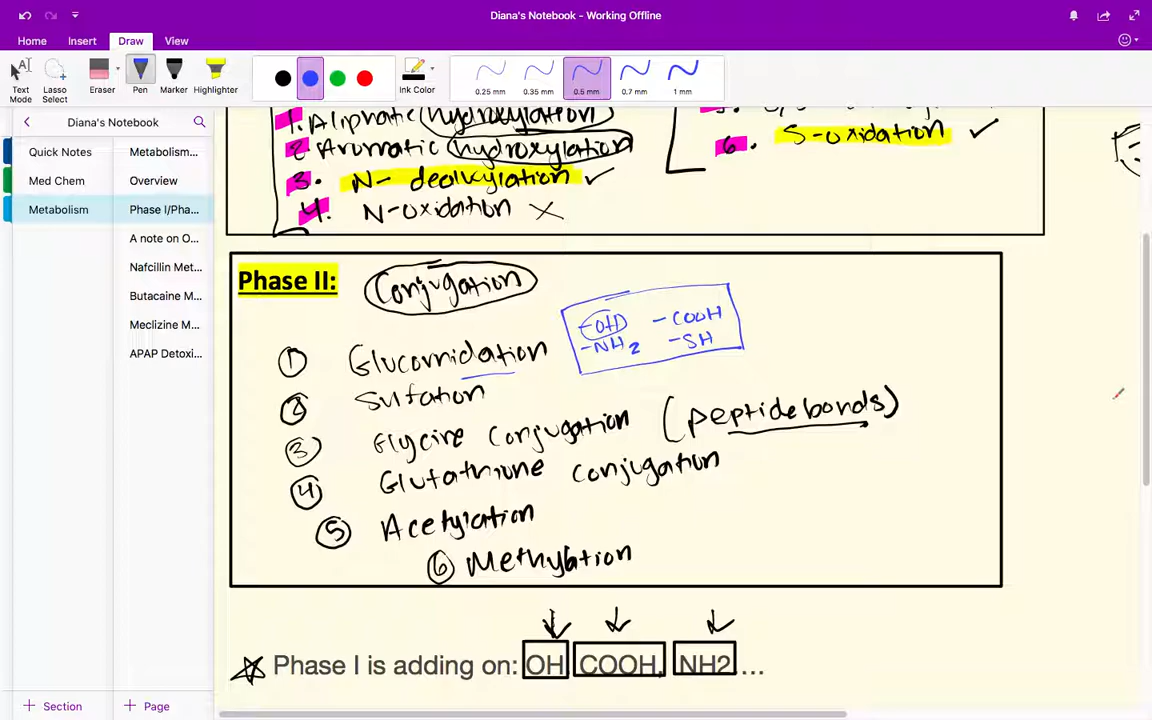 Diana's Notebook - Working Offline
Home Insert Draw View
Text Mode
Lasso Select
Eraser
Pen
Marker
Highlighter
Ink Color
0.25 mm 0.35 mm 0.5 mm 0.7 mm 1 mm
Diana's Notebook
Quick Notes
Med Chem
Metabolism
Metabolism...
Overview
Phase I/Pha...
A note on O...
Nafcillin Met...
Butacaine M...
Meclizine M...
APAP Detoxi...
+ Section
+ Page
1. Aliphatic (hydroxylation)
2 Aromatic (hydroxylation)
3. N- dealkylation ✓
4. N-oxidation X
6. S-oxidation ✓
Phase II: Conjugation
-OH -COOH
-NH2 -SH
① Glucornidation
② Sulfation
③ Glycine conjugation (peptide bonds)
④ Glutathione conjugation
⑤ Acetylation
⑥ Methylation
Phase I is adding on: OH COOH, NH2....